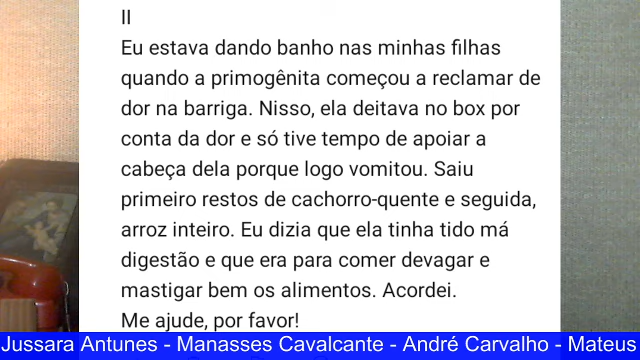 II
Eu estava dando banho nas minhas filhas
quando a primogênita começou a reclamar de
dor na barriga. Nisso, ela deitava no box por
conta da dor e só tive tempo de apoiar a
cabeça dela porque logo vomitou. Saiu
primeiro restos de cachorro-quente e seguida,
arroz inteiro. Eu dizia que ela tinha tido má
digestão e que era para comer devagar e
mastigar bem os alimentos. Acordei.
Me ajude, por favor!
Jussara Antunes - Manasses Cavalcante - André Carvalho - Mateus